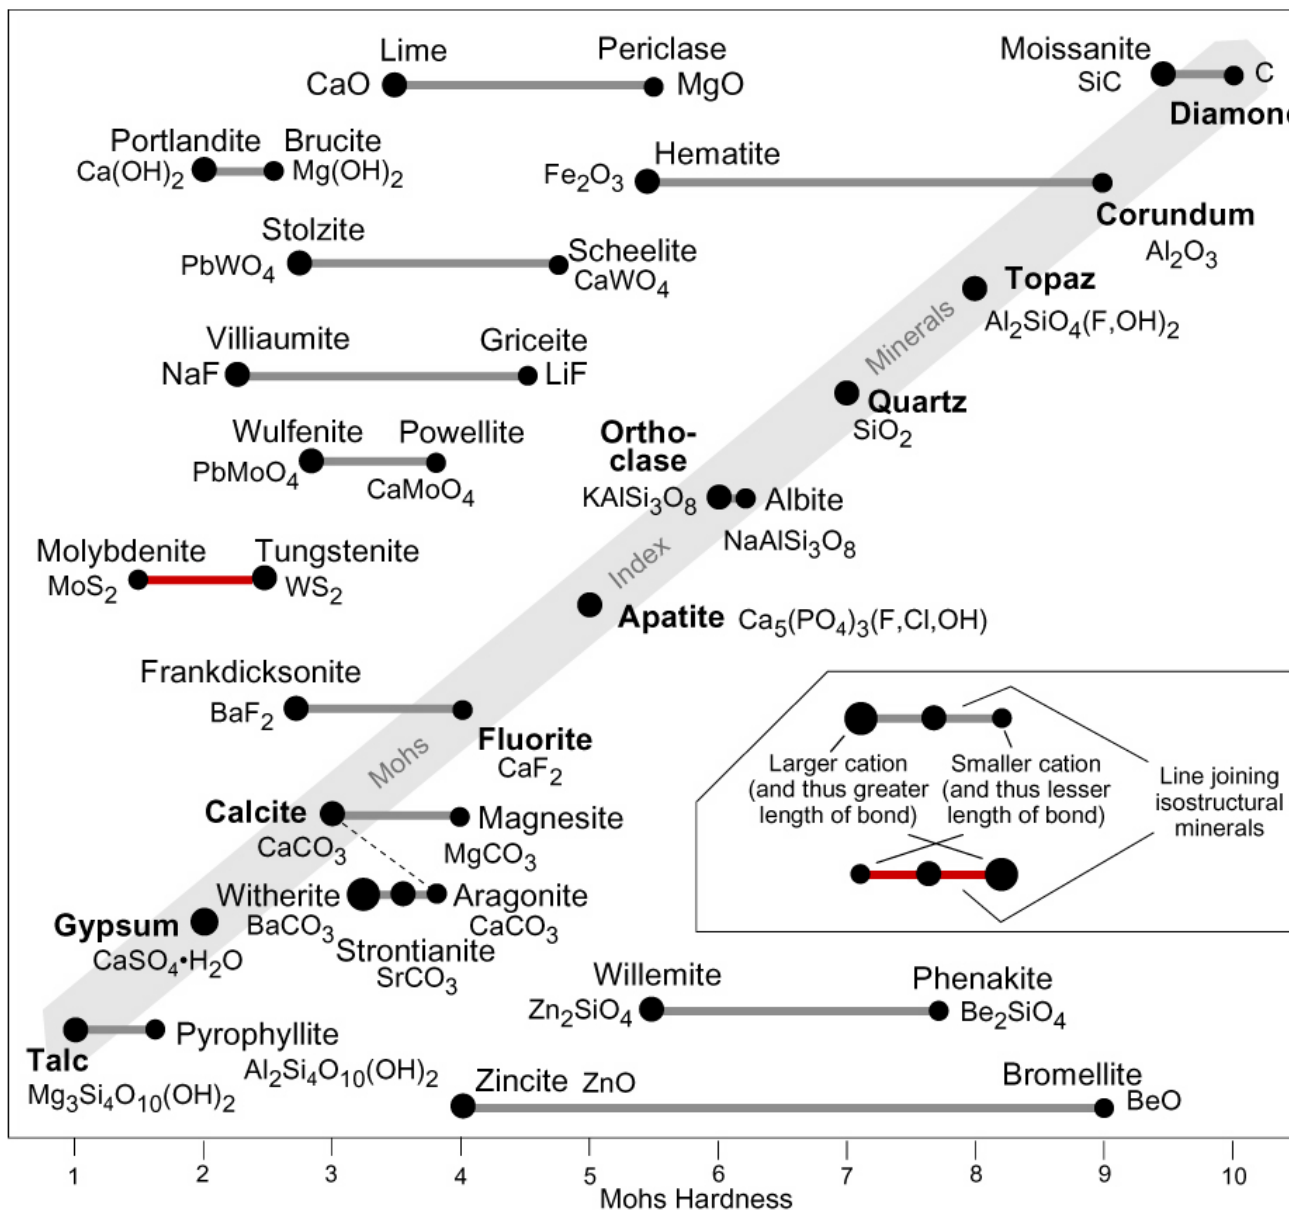 Lime
CaO
Periclase
MgO
Moissanite
SiC
C
Diamond
Portlandite
Ca(OH)₂
Brucite
Mg(OH)₂
Hematite
Fe₂O₃
Corundum
Al₂O₃
Stolzite
PbWO₄
Scheelite
CaWO₄
Topaz
Al₂SiO₄(F,OH)₂
Villiaumite
NaF
Griceite
LiF
Minerals
Quartz
SiO₂
Wulfenite
PbMoO₄
Powellite
CaMoO₄
Ortho-
clase
KAlSi₃O₈
Albite
NaAlSi₃O₈
Molybdenite
MoS₂
Tungstenite
WS₂
Index
Apatite Ca₅(PO₄)₃(F,Cl,OH)
Frankdicksonite
BaF₂
Fluorite
CaF₂
Mohs
Calcite
CaCO₃
Magnesite
MgCO₃
Witherite
BaCO₃
Strontianite
SrCO₃
Aragonite
CaCO₃
Gypsum
CaSO₄•H₂O
Larger cation
(and thus greater
length of bond)
Smaller cation
(and thus lesser
length of bond)
Line joining
isostructural
minerals
Willemite
Zn₂SiO₄
Phenakite
Be₂SiO₄
Talc
Mg₃Si₄O₁₀(OH)₂
Pyrophyllite
Al₂Si₄O₁₀(OH)₂
Zincite ZnO
Bromellite
BeO
1 2 3 4 5 6 7 8 9 10
Mohs Hardness